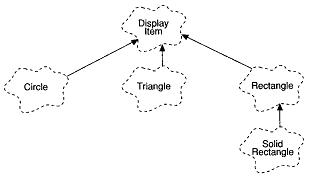 Display
Item
Circle
Triangle
Rectangle
Solid
Rectangle